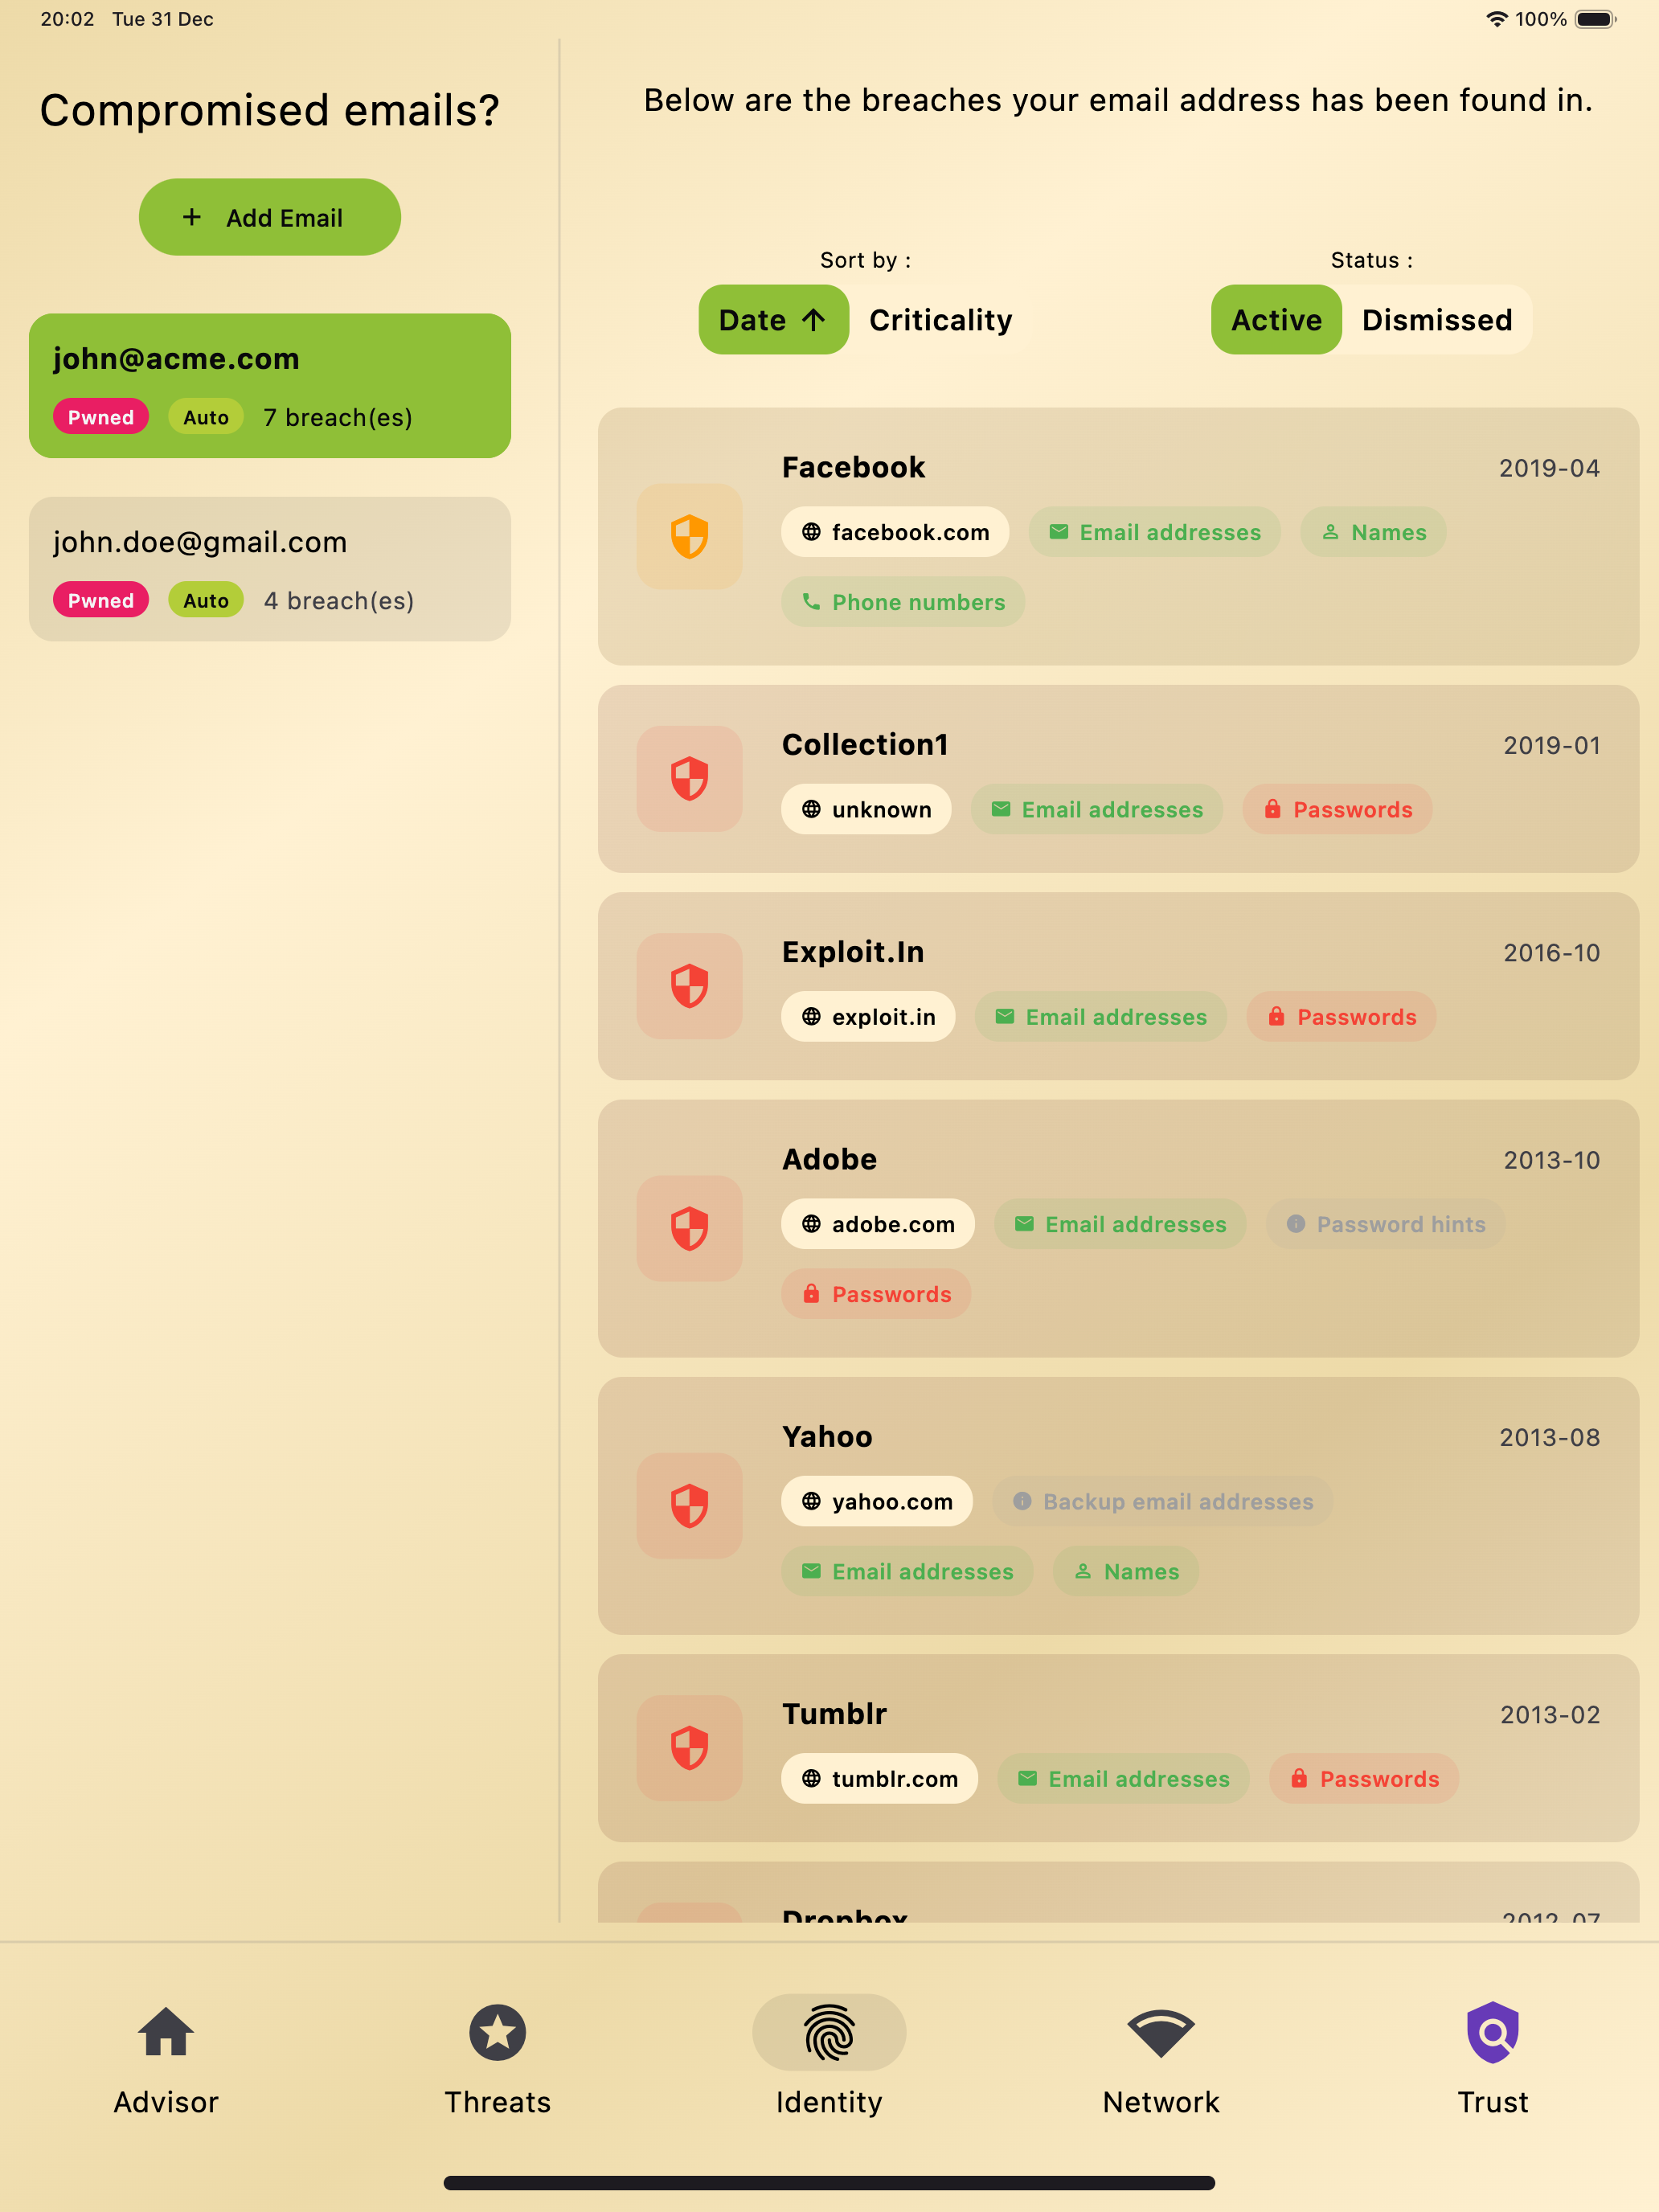 20:02 Tue 31 Dec
100%
Compromised emails?
+ Add Email
john@acme.com
Pwned Auto 7 breach(es)
john.doe@gmail.com
Pwned Auto 4 breach(es)
Below are the breaches your email address has been found in.
Sort by :
Date ↑ Criticality
Status :
Active Dismissed
Facebook 2019-04
facebook.com Email addresses Names
Phone numbers
Collection1 2019-01
unknown Email addresses Passwords
Exploit.In 2016-10
exploit.in Email addresses Passwords
Adobe 2013-10
adobe.com Email addresses Password hints
Passwords
Yahoo 2013-08
yahoo.com Backup email addresses
Email addresses Names
Tumblr 2013-02
tumblr.com Email addresses Passwords
Dropbox 2012-07
Advisor Threats Identity Network Trust